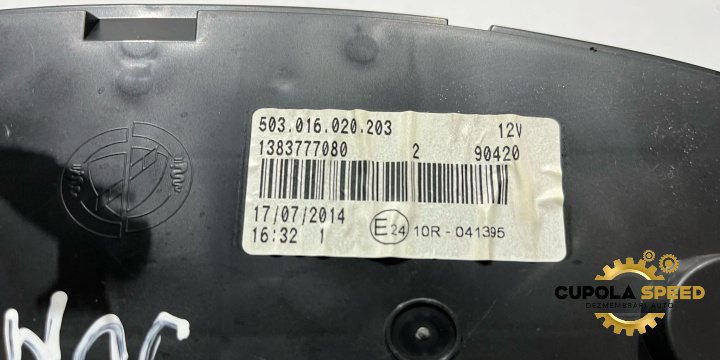 503.016.020.203 12V
1383777080 2 90420
17/07/2014
16:32 1 E24 10R - 041395
CUPOLA SPEED
DEZMEMBRĂRI AUTO